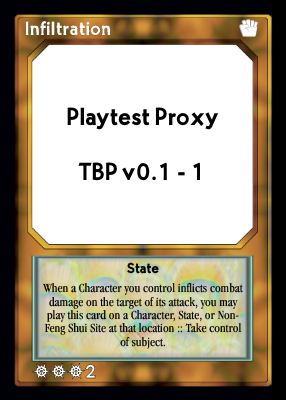 Infiltration
Playtest Proxy
TBP v0.1 - 1
State
When a Character you control inflicts combat
damage on the target of its attack, you may
play this card on a Character, State, or Non-
Feng Shui Site at that location :: Take control
of subject.
2